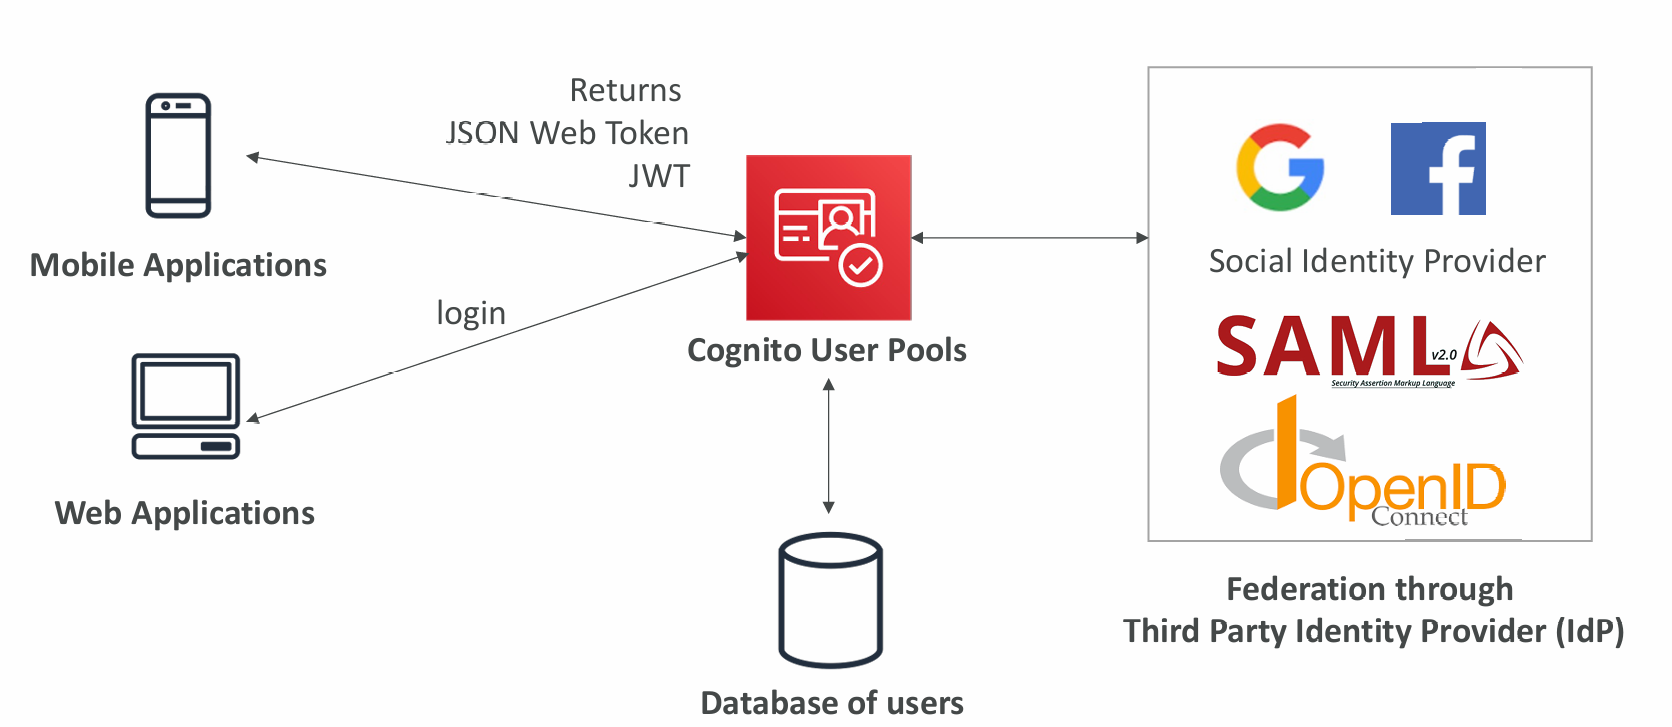 Returns
JSON Web Token
JWT
Mobile Applications
login
Web Applications
Cognito User Pools
Database of users
Social Identity Provider
SAML v2.0
Security Assertion Markup Language
OpenID
Connect
Federation through
Third Party Identity Provider (IdP)